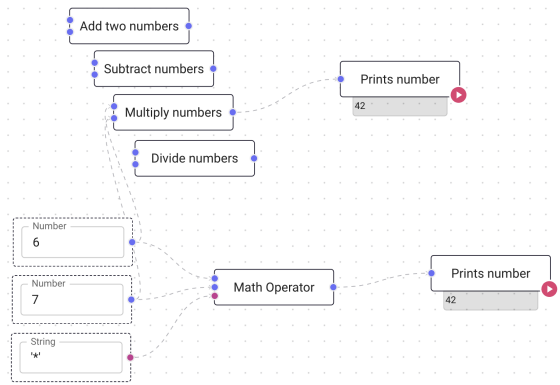 Add two numbers
Subtract numbers
Multiply numbers
Divide numbers
Prints number
42
Number
6
Number
7
String
'*'
Math Operator
Prints number
42